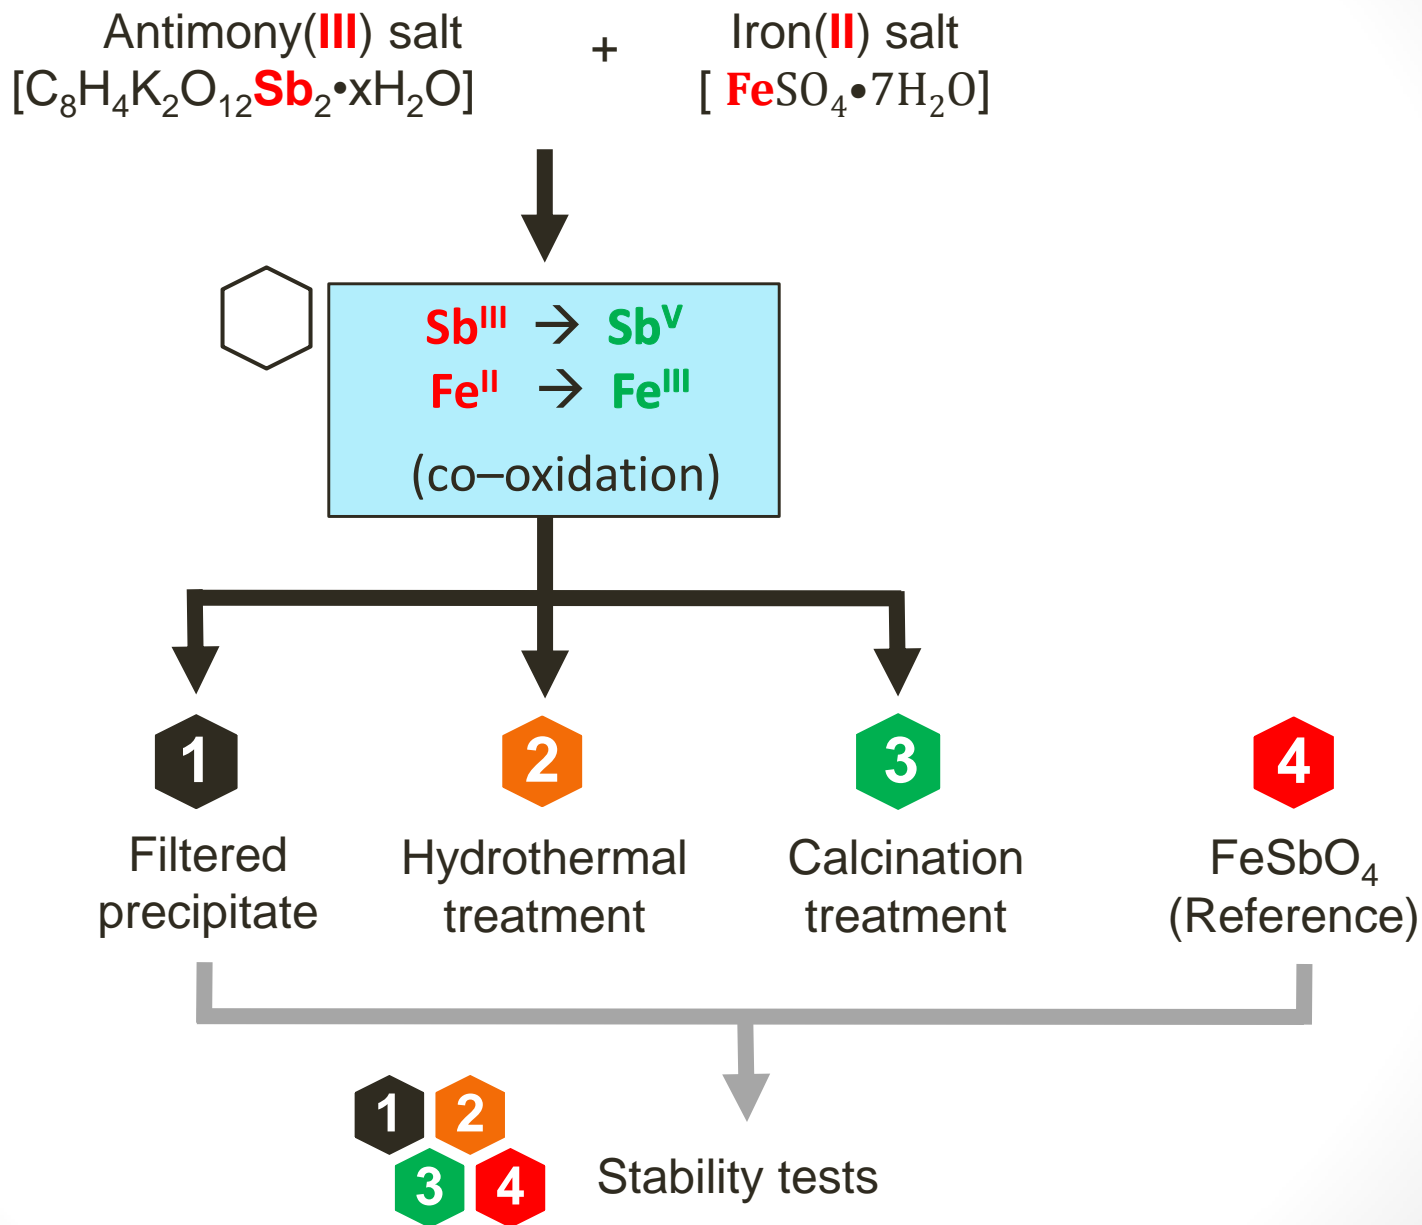 Antimony(III) salt + Iron(II) salt
[C₈H₄K₂O₁₂Sb₂•xH₂O] [ FeSO₄•7H₂O]
Sbᴵᴵᴵ → Sbⱽ
Feᴵᴵ → Feᴵᴵᴵ
(co–oxidation)
1 2 3 4
Filtered precipitate
Hydrothermal treatment
Calcination treatment
FeSbO₄ (Reference)
1 2
3 4
Stability tests